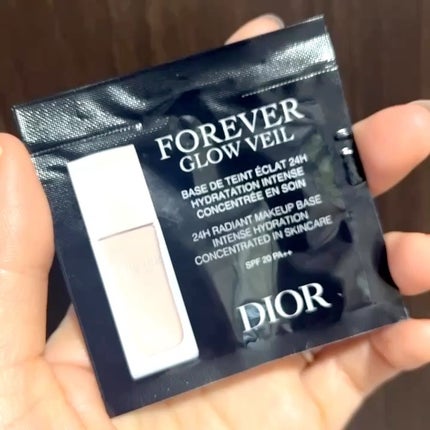 FOREVER
GLOW VEIL
BASE DE TEINT ÉCLAT 24H
HYDRATATION INTENSE
CONCENTRÉE EN SOIN
24H RADIANT MAKEUP BASE
INTENSE HYDRATION
CONCENTRATED IN SKINCARE
SPF 20 PA++
DIOR